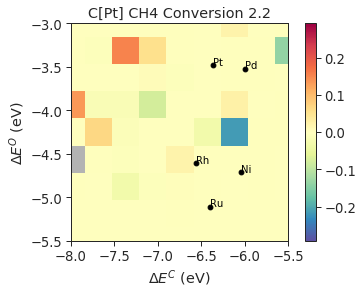 C[Pt] CH4 Conversion 2.2
−3.0
−3.5
−4.0
−4.5
−5.0
−5.5
ΔE^O (eV)
Pt
Pd
Rh
Ni
Ru
−8.0 −7.5 −7.0 −6.5 −6.0 −5.5
ΔE^C (eV)
0.2
0.1
0.0
−0.1
−0.2